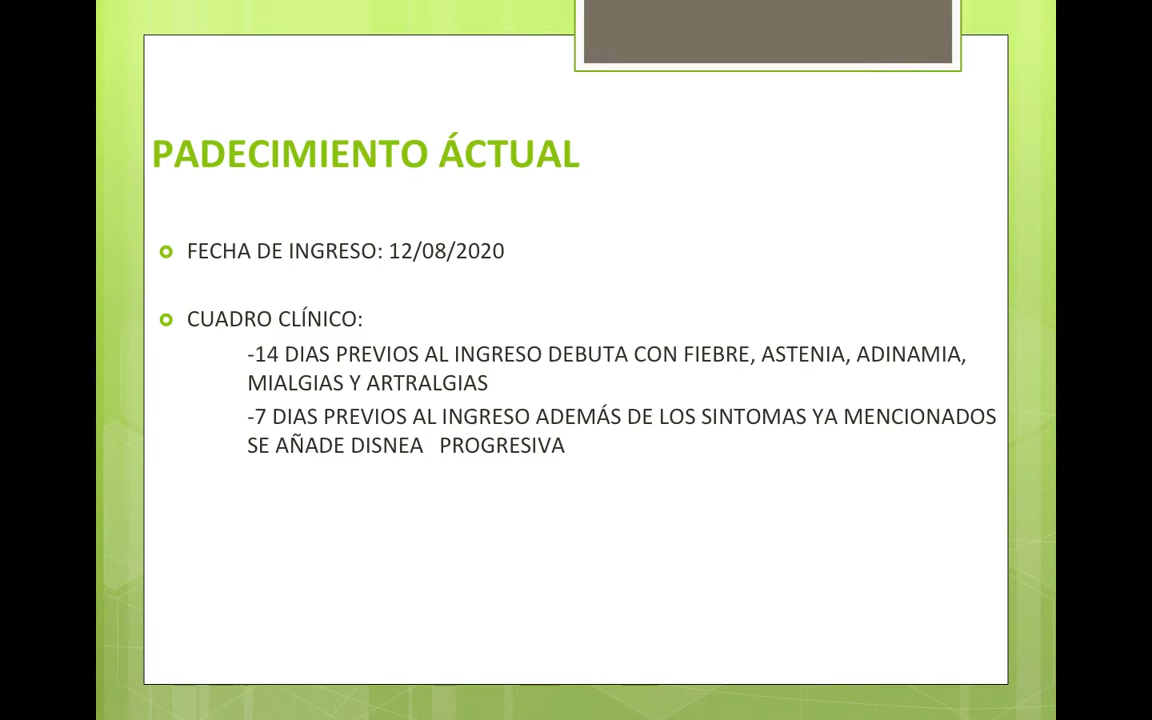 PADECIMIENTO ÁCTUAL
FECHA DE INGRESO: 12/08/2020
CUADRO CLÍNICO:
-14 DIAS PREVIOS AL INGRESO DEBUTA CON FIEBRE, ASTENIA, ADINAMIA,
MIALGIAS Y ARTRALGIAS
-7 DIAS PREVIOS AL INGRESO ADEMÁS DE LOS SINTOMAS YA MENCIONADOS
SE AÑADE DISNEA   PROGRESIVA